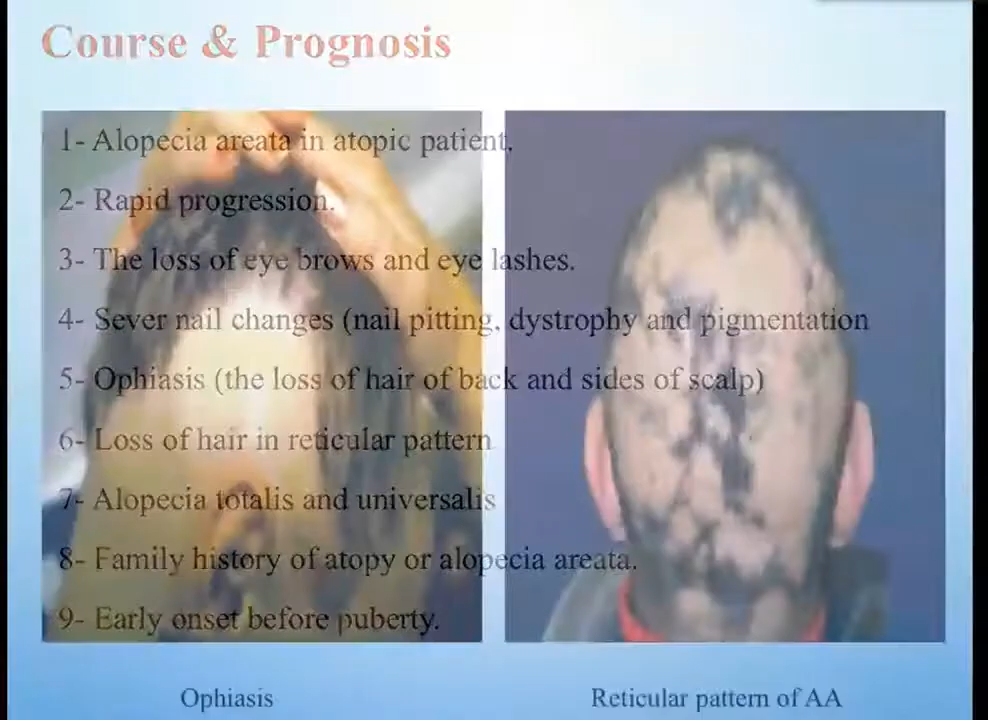 Course & Prognosis
1- Alopecia areata in atopic patient.
2- Rapid progression.
3- The loss of eye brows and eye lashes.
4- Sever nail changes (nail pitting, dystrophy and pigmentation
5- Ophiasis (the loss of hair of back and sides of scalp)
6- Loss of hair in reticular pattern
7- Alopecia totalis and universalis
8- Family history of atopy or alopecia areata.
9- Early onset before puberty.
Ophiasis
Reticular pattern of AA